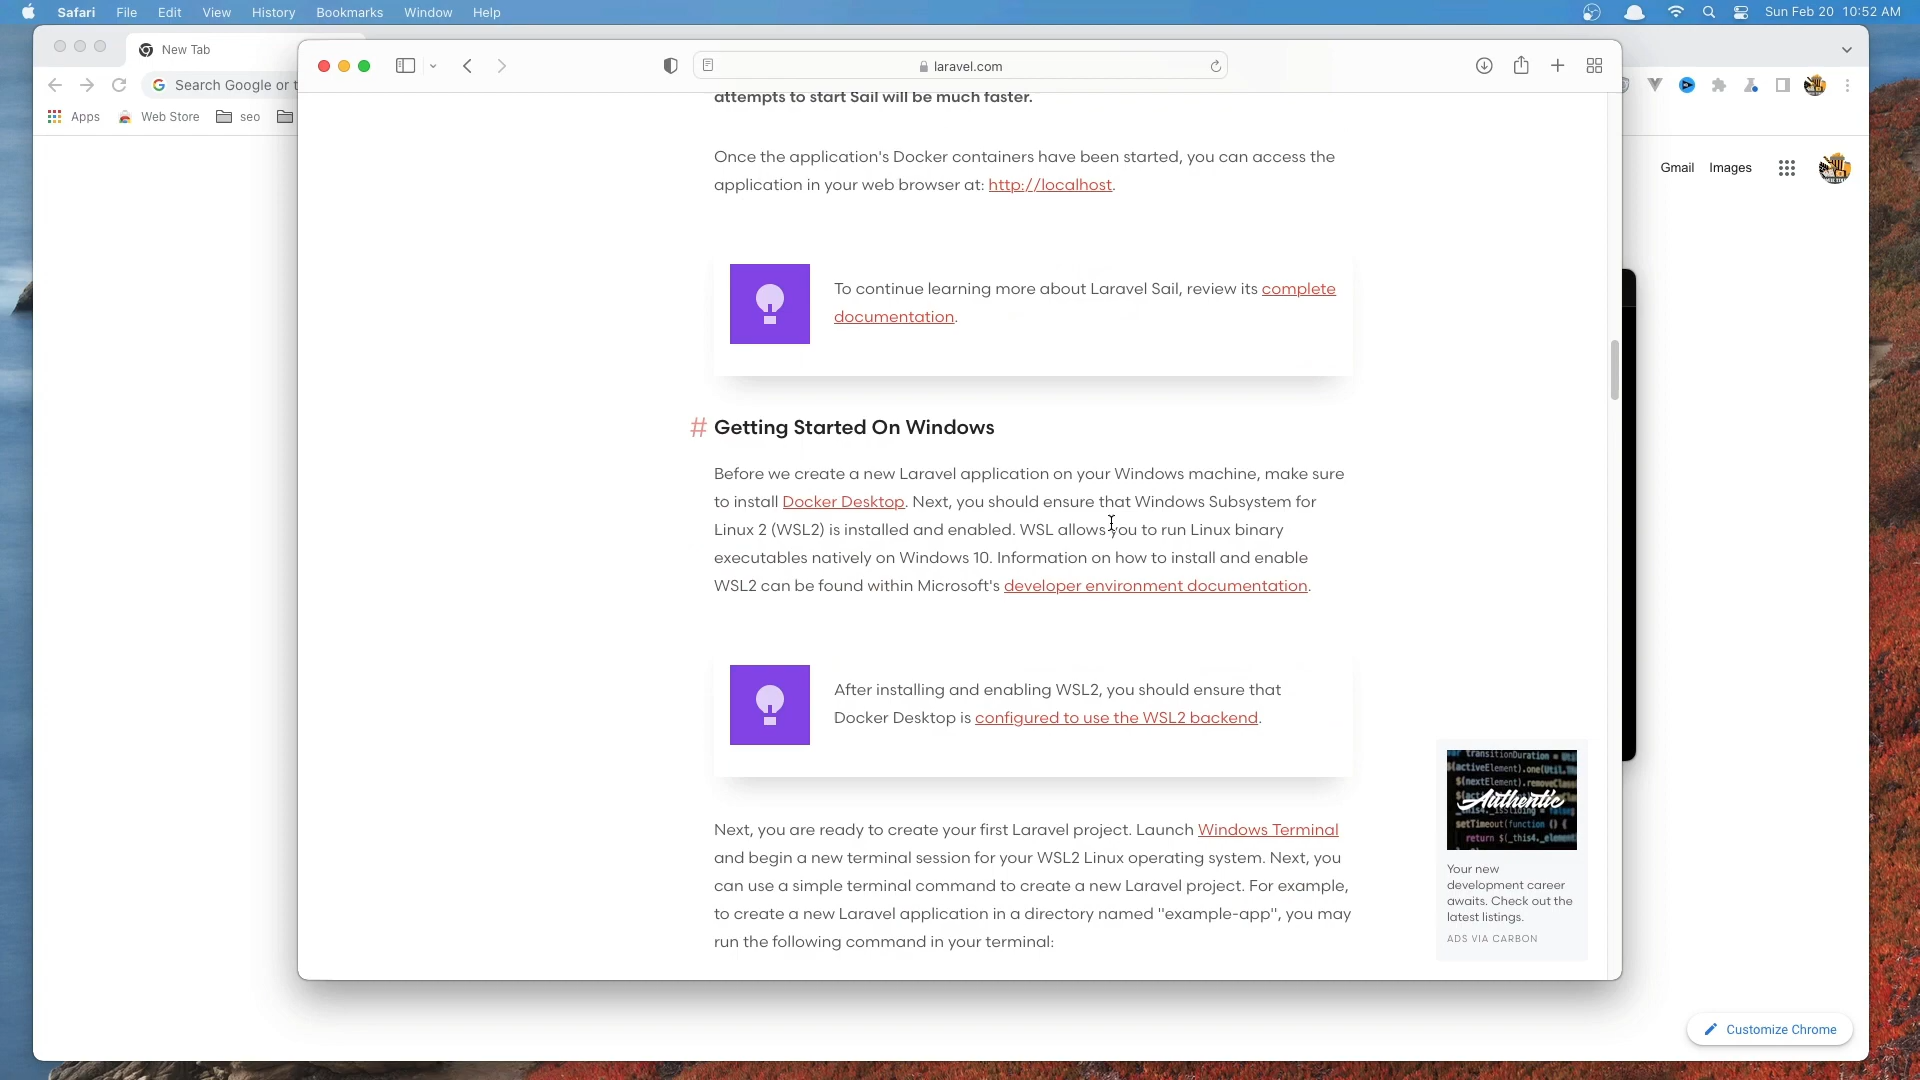 Safari File Edit View History Bookmarks Window Help
Sun Feb 20 10:52 AM
New Tab
laravel.com
Search Google or t
Apps Web Store seo
Gmail Images
attempts to start Sail will be much faster.
Once the application's Docker containers have been started, you can access the
application in your web browser at: http://localhost.
To continue learning more about Laravel Sail, review its complete
documentation.
# Getting Started On Windows
Before we create a new Laravel application on your Windows machine, make sure
to install Docker Desktop. Next, you should ensure that Windows Subsystem for
Linux 2 (WSL2) is installed and enabled. WSL allows you to run Linux binary
executables natively on Windows 10. Information on how to install and enable
WSL2 can be found within Microsoft's developer environment documentation.
After installing and enabling WSL2, you should ensure that
Docker Desktop is configured to use the WSL2 backend.
Next, you are ready to create your first Laravel project. Launch Windows Terminal
and begin a new terminal session for your WSL2 Linux operating system. Next, you
can use a simple terminal command to create a new Laravel project. For example,
to create a new Laravel application in a directory named "example-app", you may
run the following command in your terminal:
Authentic
Your new
development career
awaits. Check out the
latest listings.
ADS VIA CARBON
Customize Chrome